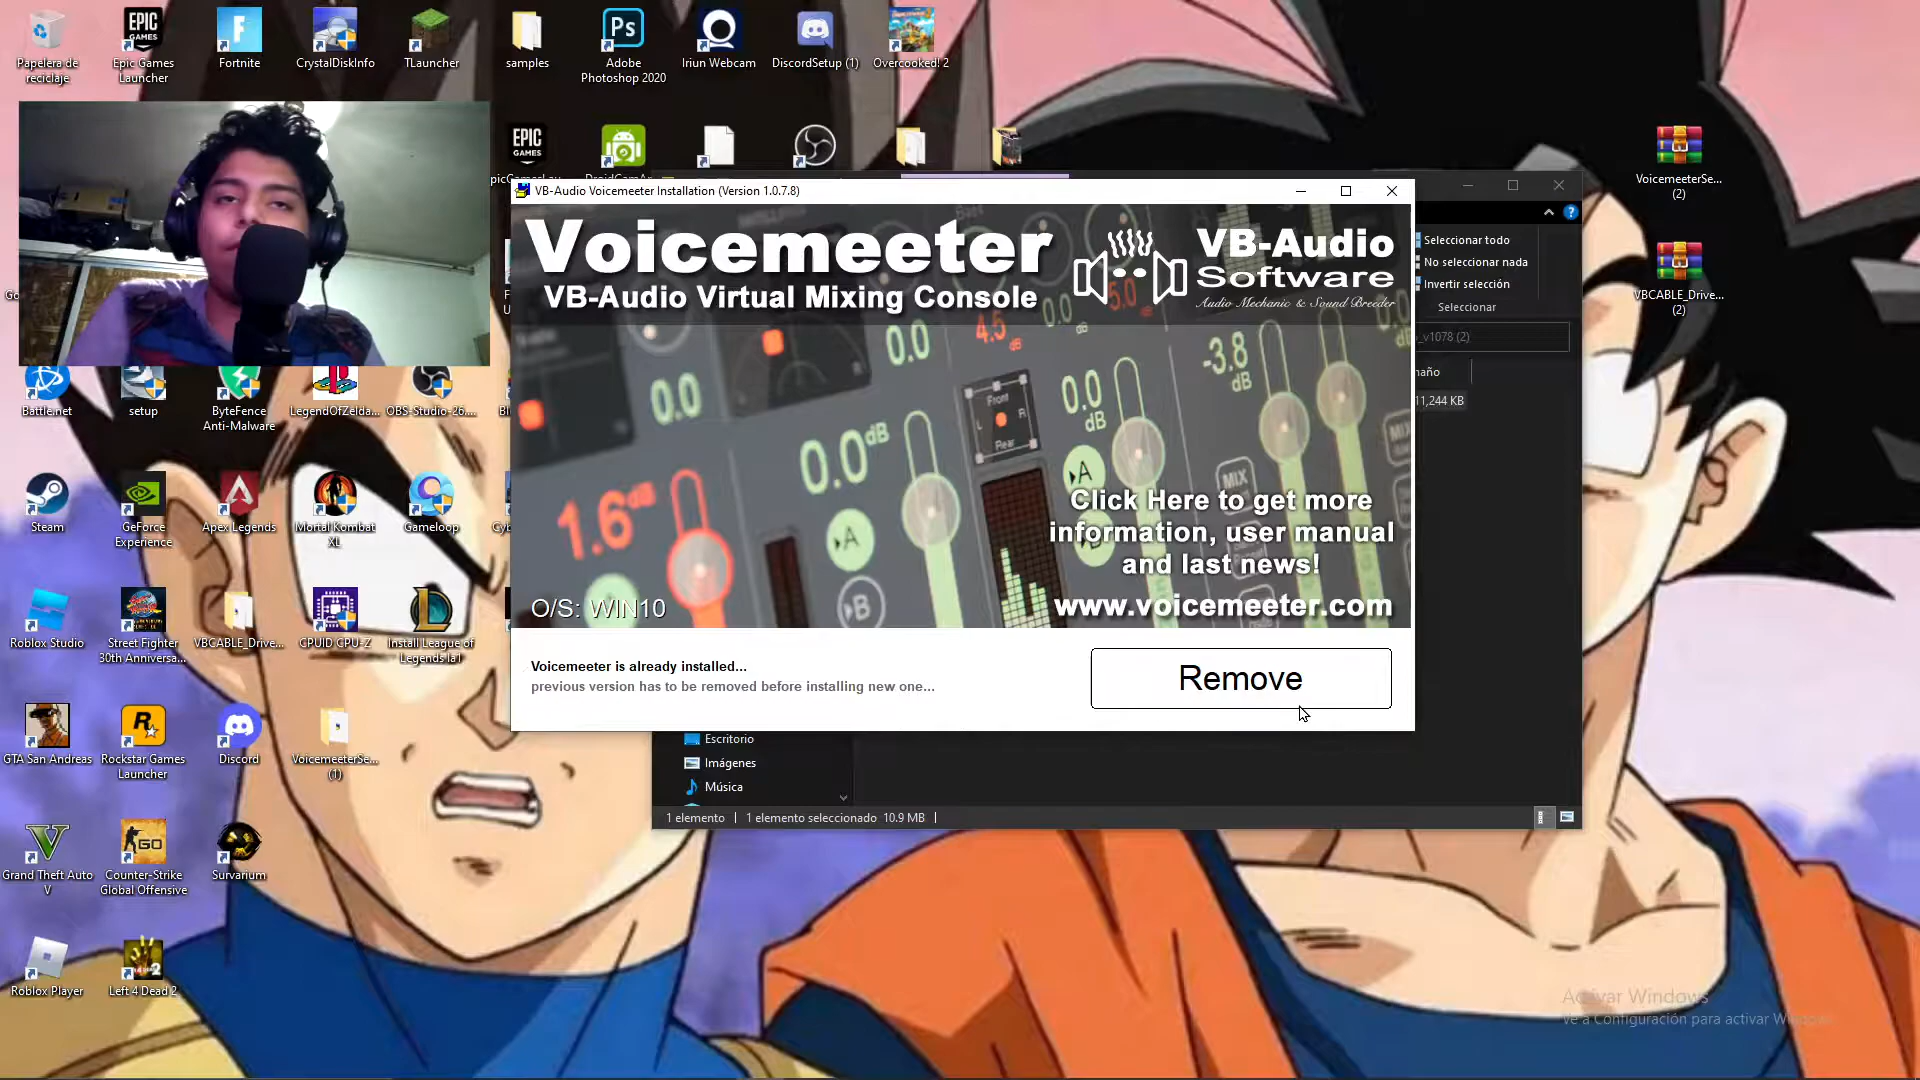 Papelera de
reciclaje
Epic Games
Launcher
Fortnite
CrystalDiskInfo
TLauncher
samples
Adobe
Photoshop 2020
Iriun Webcam
DiscordSetup (1)
Overcooked! 2
VoicemeeterSe...
(2)
VBCABLE_Drive...
(2)
VB-Audio Voicemeeter Installation (Version 1.0.7.8)
Voicemeeter
VB-Audio Virtual Mixing Console
VB-Audio
Software
Audio Mechanic & Sound Breeder
Click Here to get more
information, user manual
and last news!
www.voicemeeter.com
O/S: WIN10
Voicemeeter is already installed...
previous version has to be removed before installing new one...
Remove
Seleccionar todo
No seleccionar nada
Invertir selección
Seleccionar
_v1078 (2)
11,244 KB
Escritorio
Imágenes
Música
1 elemento
1 elemento seleccionado 10.9 MB
Battle.net
setup
ByteFence
Anti-Malware
LegendOfZelda...
OBS-Studio-26....
Steam
GeForce
Experience
Apex Legends
Mortal Kombat
XL
Gameloop
Roblox Studio
Street Fighter
30th Anniversa...
VBCABLE_Drive...
CPUID CPU-Z
Install League of
Legends la1
GTA San Andreas
Rockstar Games
Launcher
Discord
VoicemeeterSe...
(1)
Grand Theft Auto
V
Counter-Strike
Global Offensive
Survarium
Roblox Player
Left 4 Dead 2
Activar Windows
Ve a Configuración para activar Windows.